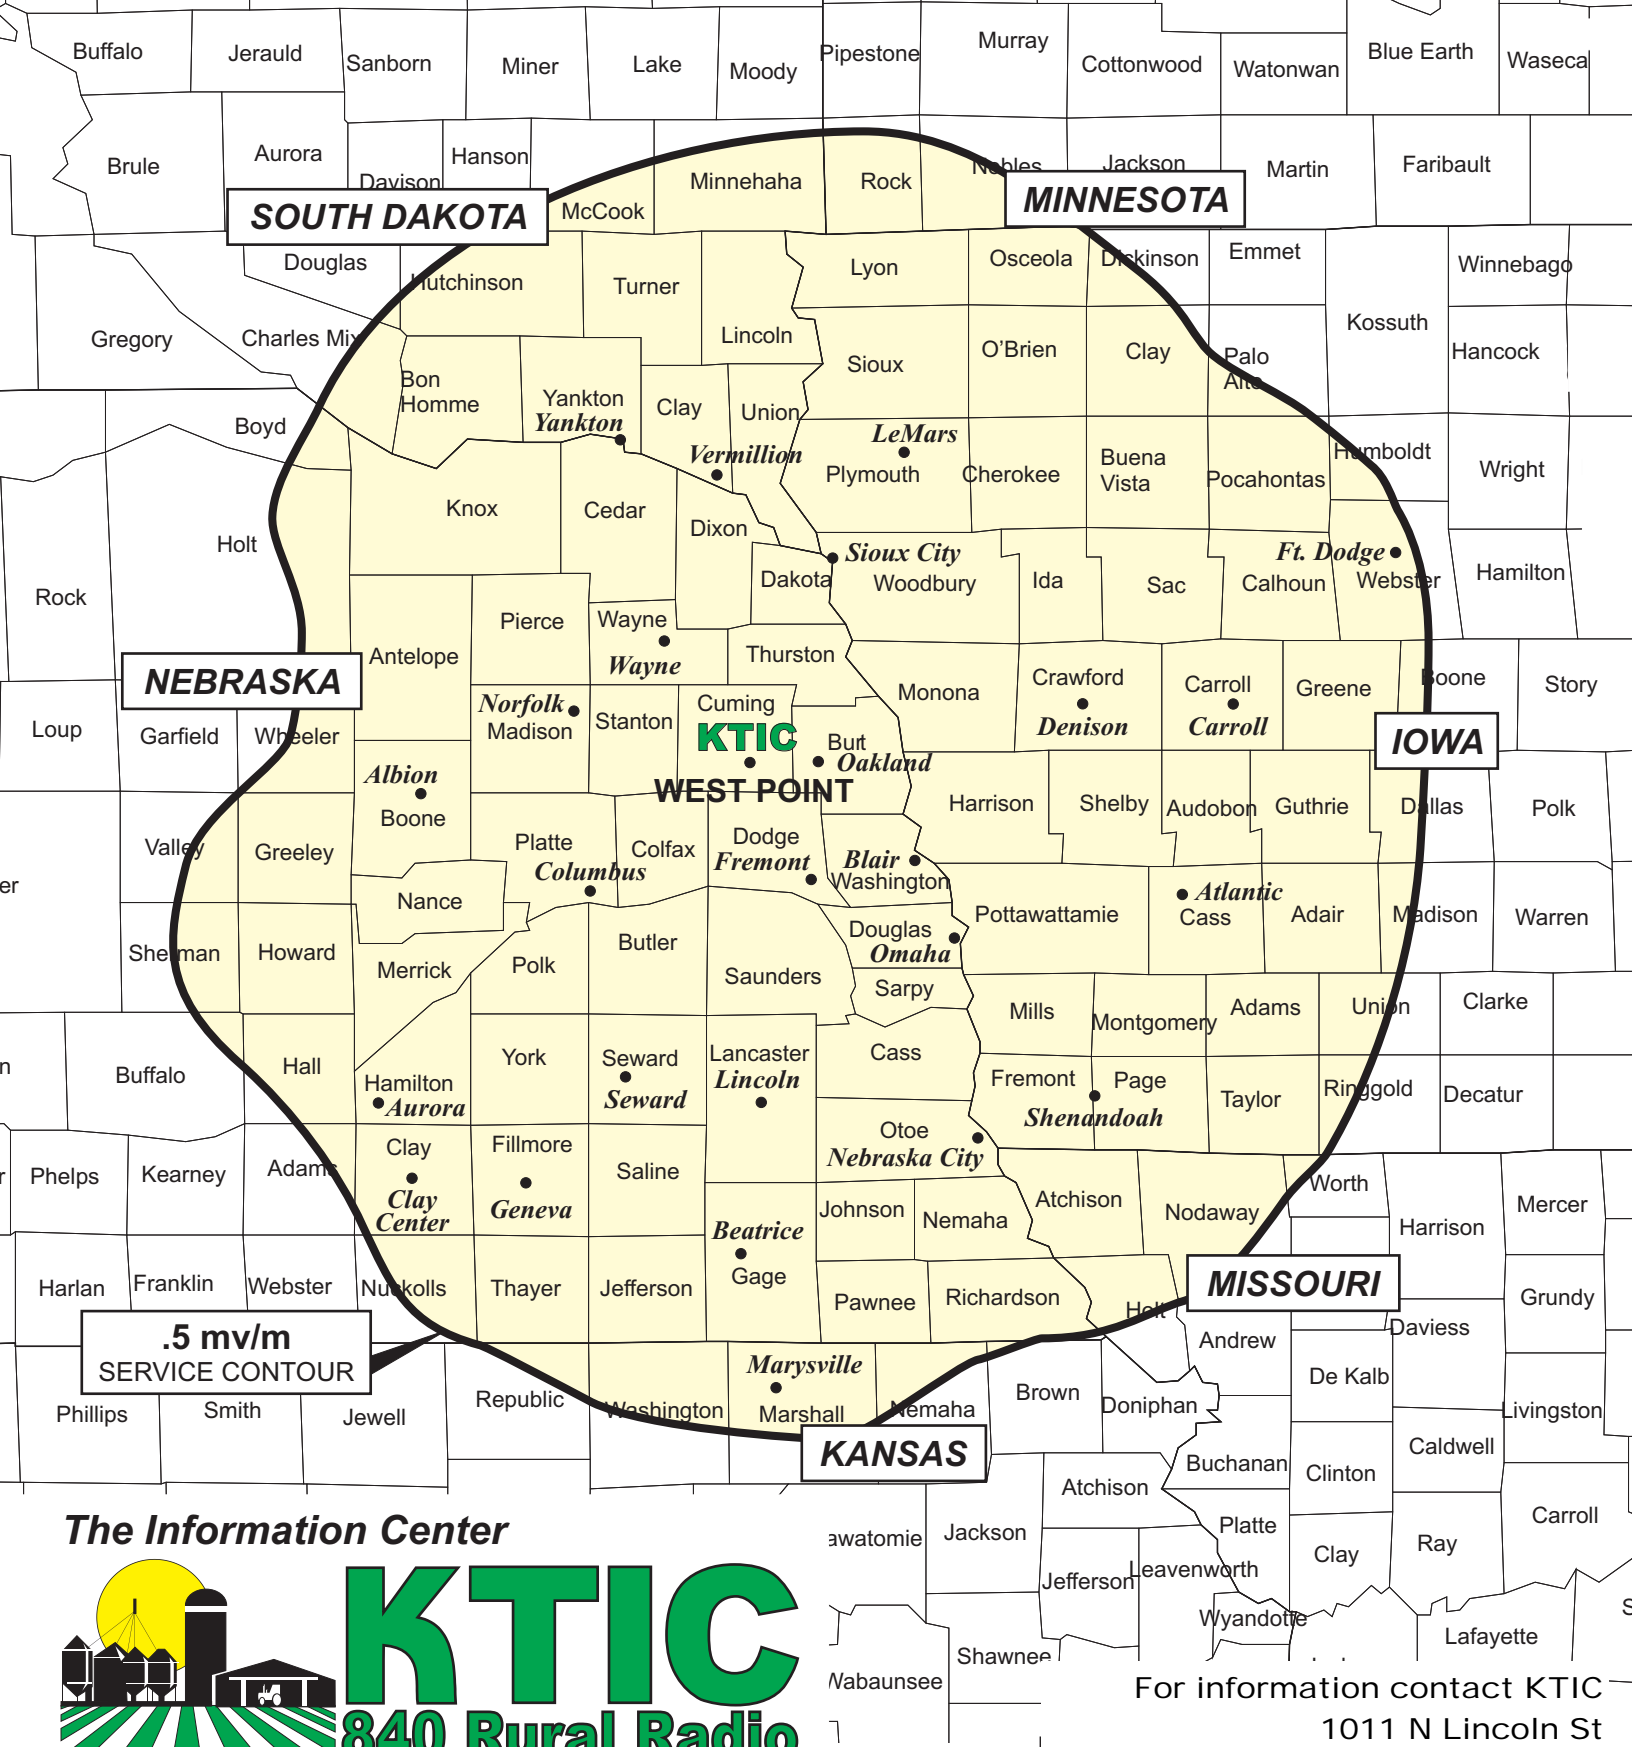 Buffalo
Jerauld
Sanborn
Miner
Lake
Moody
Pipestone
Murray
Cottonwood
Watonwan
Blue Earth
Waseca
Brule
Aurora
Davison
Hanson
McCook
Minnehaha
Rock
Nobles
Jackson
Martin
Faribault
SOUTH DAKOTA
MINNESOTA
Douglas
Hutchinson
Turner
Lincoln
Lyon
Osceola
Dickinson
Emmet
Winnebago
Gregory
Charles Mix
Sioux
O'Brien
Clay
Palo
Alto
Kossuth
Hancock
Boyd
Bon
Homme
Yankton
Yankton
Clay
Union
Vermillion
LeMars
Plymouth
Cherokee
Buena
Vista
Pocahontas
Humboldt
Wright
Holt
Knox
Cedar
Dixon
Dakota
Sioux City
Woodbury
Ida
Sac
Calhoun
Ft. Dodge
Webster
Hamilton
Rock
Antelope
Pierce
Wayne
Wayne
Thurston
Monona
Crawford
Denison
Carroll
Carroll
Greene
Boone
Story
NEBRASKA
Loup
Garfield
Wheeler
Norfolk
Madison
Stanton
Cuming
KTIC
WEST POINT
Burt
Oakland
IOWA
Albion
Boone
Harrison
Shelby
Audobon
Guthrie
Dallas
Polk
Valley
Greeley
Platte
Columbus
Colfax
Dodge
Fremont
Blair
Washington
er
Nance
Pottawattamie
Atlantic
Cass
Adair
Madison
Warren
Sherman
Howard
Merrick
Polk
Butler
Saunders
Douglas
Omaha
Sarpy
Mills
Montgomery
Adams
Union
Clarke
n
Buffalo
Hall
Hamilton
Aurora
York
Seward
Seward
Lancaster
Lincoln
Cass
Fremont
Page
Shenandoah
Taylor
Ringgold
Decatur
r
Phelps
Kearney
Adams
Clay
Clay
Center
Fillmore
Geneva
Saline
Otoe
Nebraska City
Johnson
Nemaha
Atchison
Nodaway
Worth
Harrison
Mercer
Harlan
Franklin
Webster
Nuckolls
Thayer
Jefferson
Beatrice
Gage
Pawnee
Richardson
Holt
MISSOURI
Grundy
.5 mv/m
SERVICE CONTOUR
Andrew
Daviess
De Kalb
Phillips
Smith
Jewell
Republic
Washington
Marysville
Marshall
Nemaha
Brown
Doniphan
Livingston
KANSAS
Buchanan
Clinton
Caldwell
Atchison
Jackson
Platte
Clay
Ray
Carroll
awatomie
Jefferson
Leavenworth
Wyandotte
Lafayette
S
Shawnee
Wabaunsee
The Information Center
KTIC
840 Rural Radio
For information contact KTIC
1011 N Lincoln St